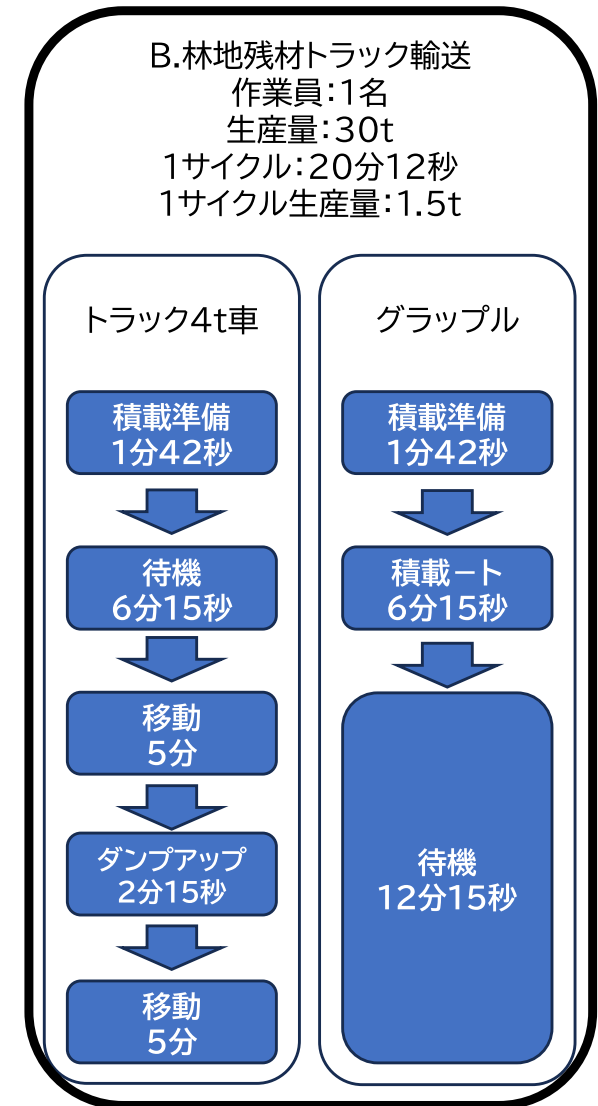 B.林地残材トラック輸送
作業員：1名
生産量：30t
1サイクル：20分12秒
1サイクル生産量：1.5t
トラック4t車
積載準備
1分42秒
待機
6分15秒
移動
5分
ダンプアップ
2分15秒
移動
5分
グラップル
積載準備
1分42秒
積載－ト
6分15秒
待機
12分15秒